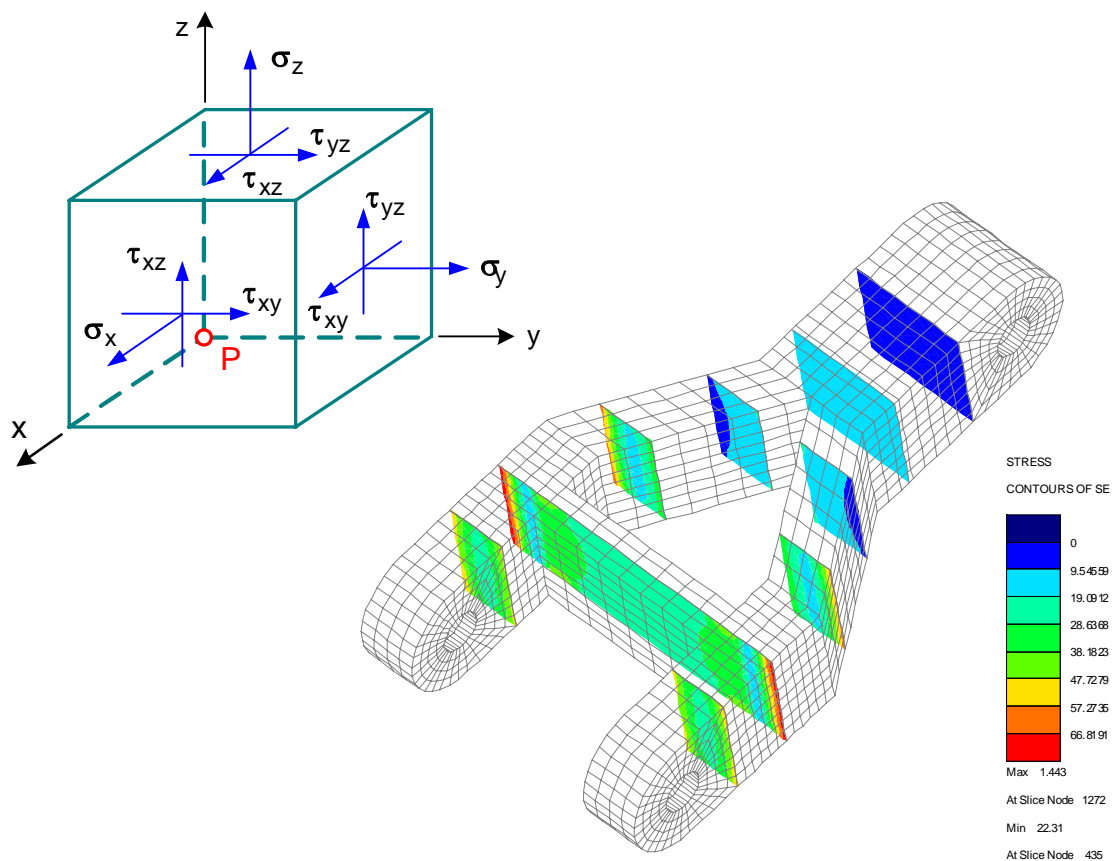 z
σz
τyz
τxz
τyz
τxz
σy
τxy
τxy
σx
P
y
x
STRESS
CONTOURS OF SE
0
9.54559
19.0912
28.6368
38.1823
47.7279
57.2735
66.8191
Max 1.443
At Slice Node 1272
Min 22.31
At Slice Node 435